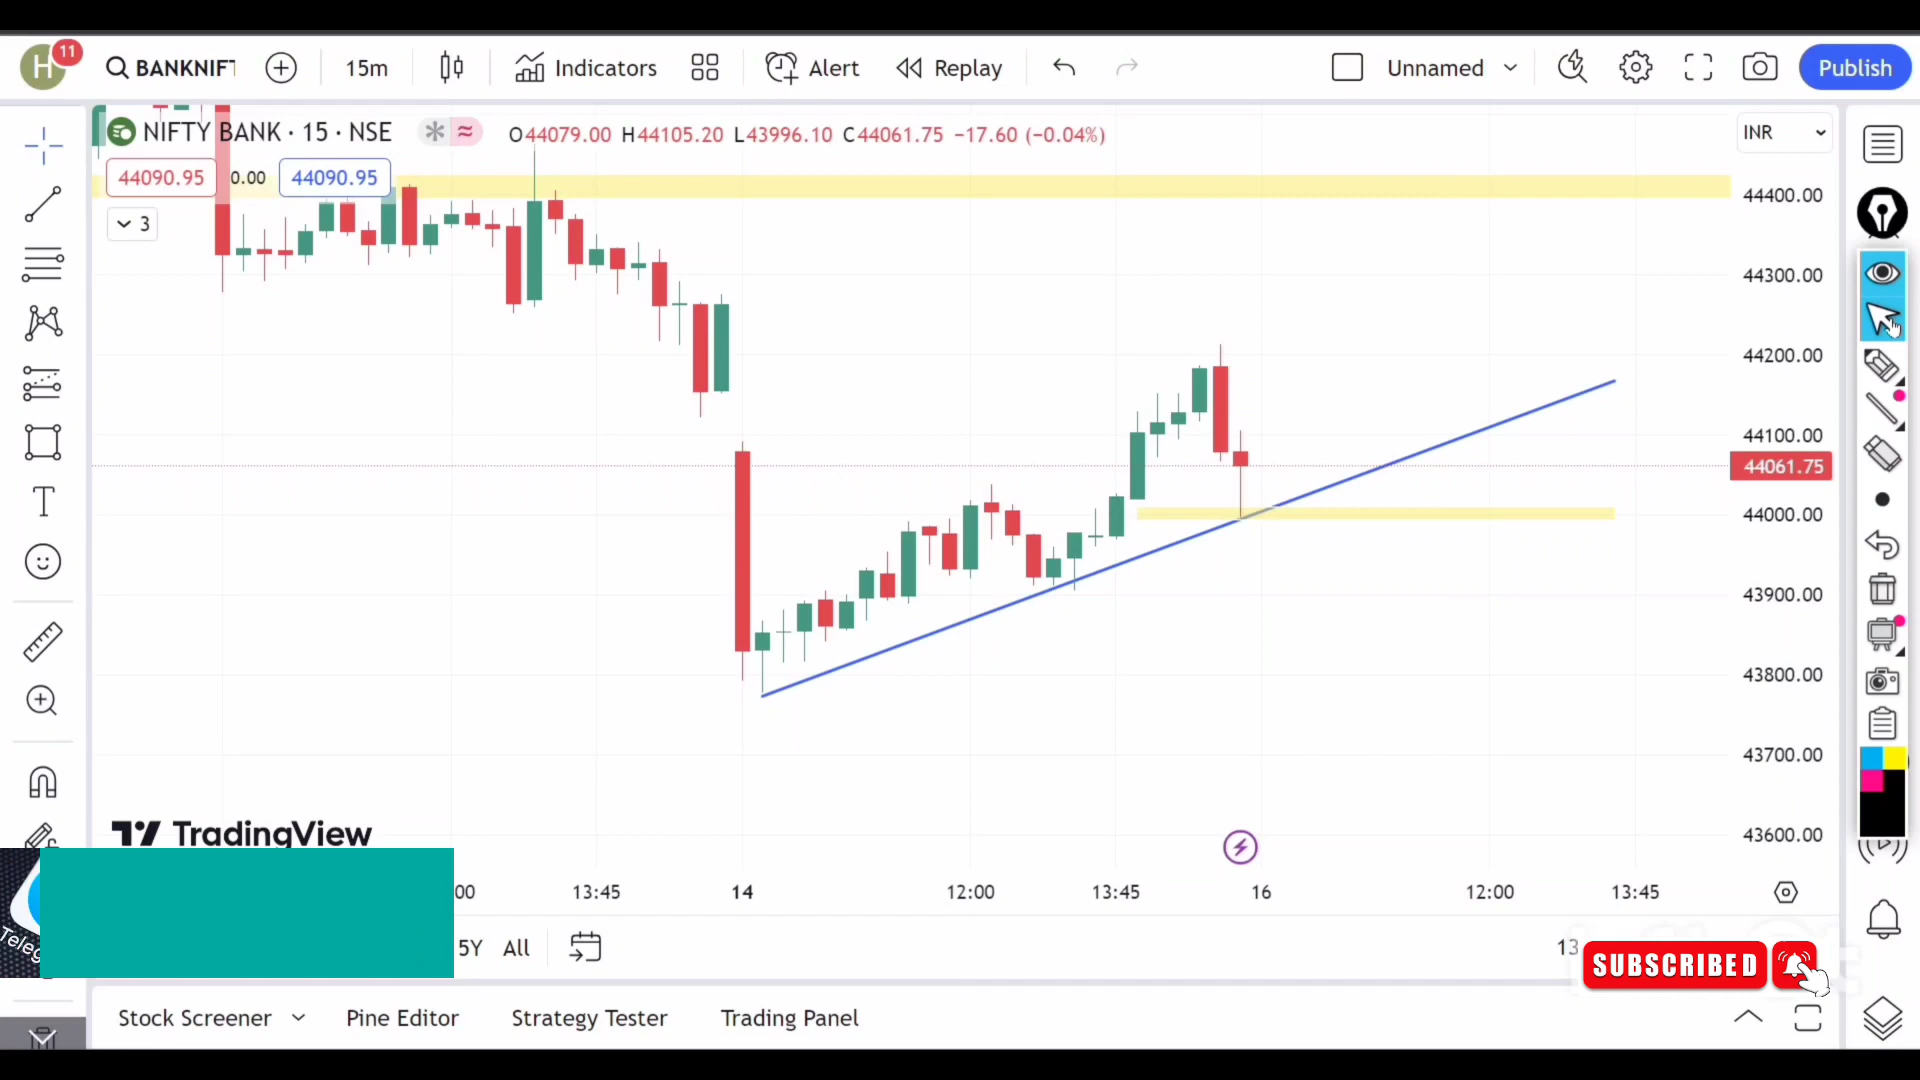 H 11 BANKNIF 15m Indicators Alert Replay Unnamed Publish
NIFTY BANK · 15 · NSE O44079.00 H44105.20 L43996.10 C44061.75 −17.60 (−0.04%) INR
44090.95 0.00 44090.95
3
44400.00
44300.00
44200.00
44100.00
44061.75
44000.00
43900.00
43800.00
43700.00
43600.00
TradingView
00 13:45 14 12:00 13:45 16 12:00 13:45
5Y All 13
SUBSCRIBED
Stock Screener Pine Editor Strategy Tester Trading Panel